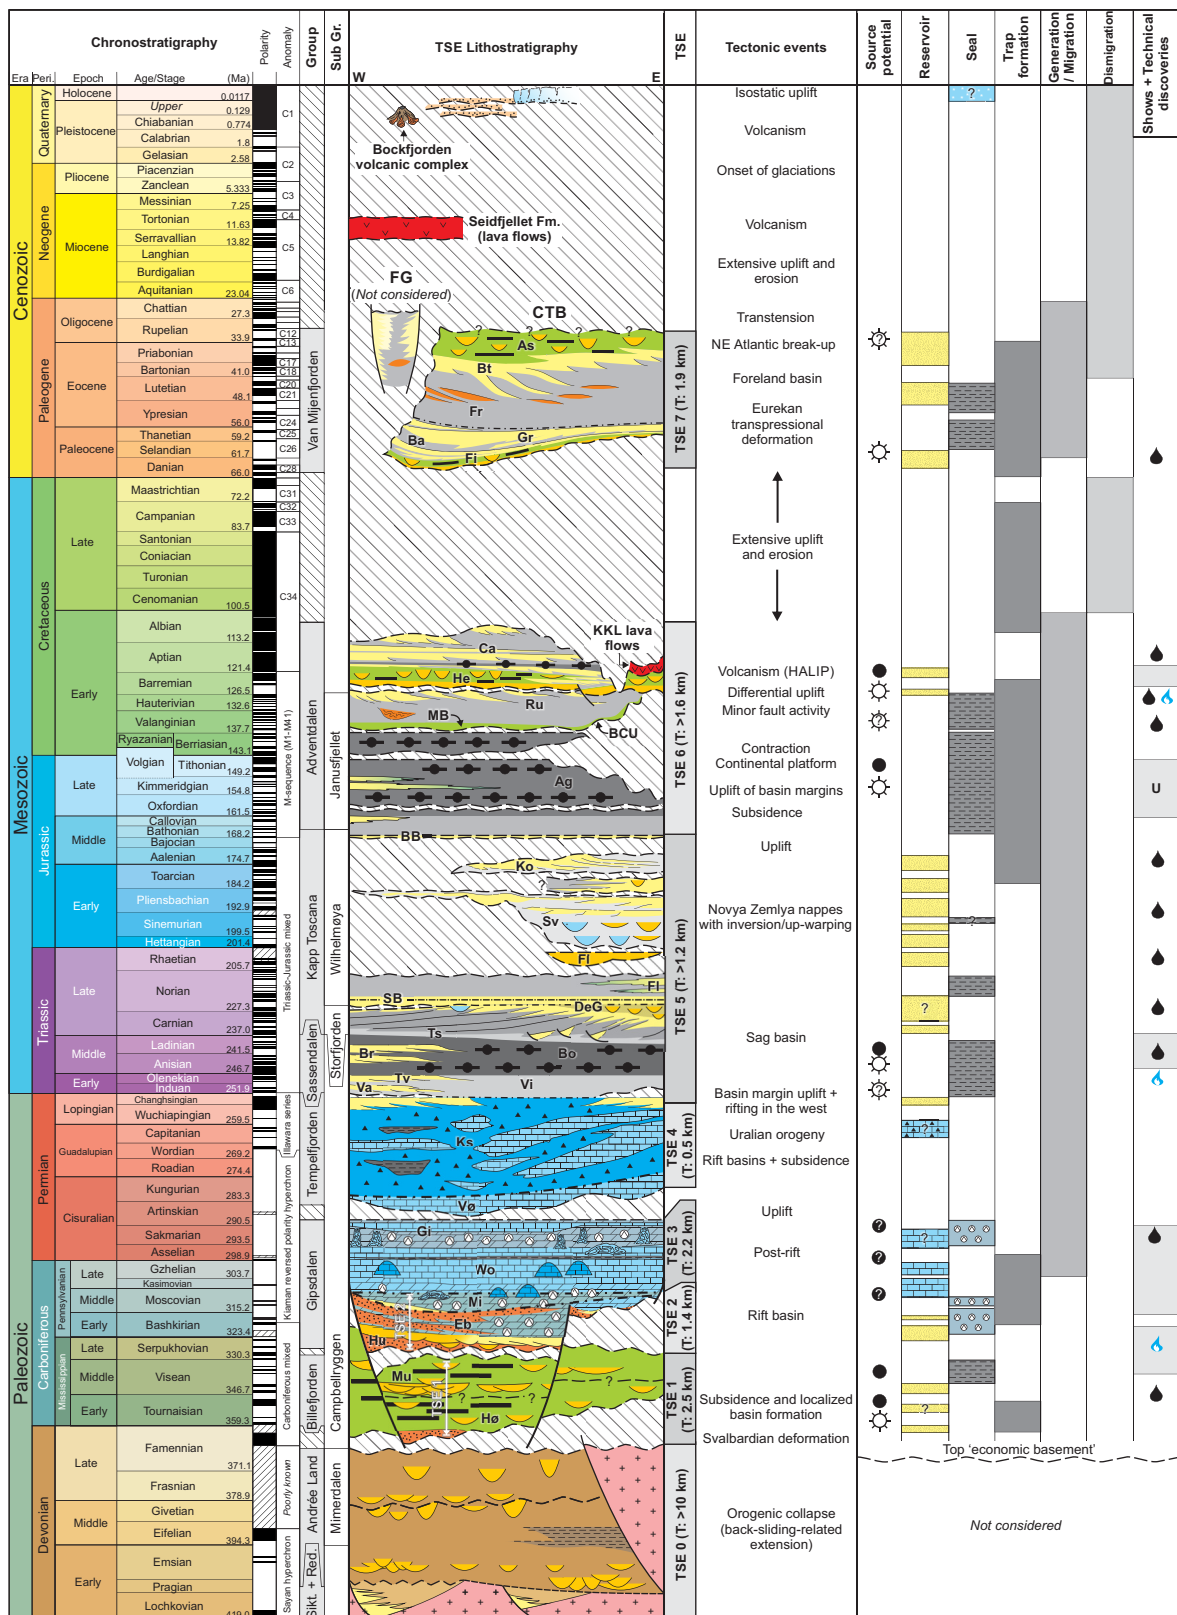 Chronostratigraphy
Era
Peri.
Epoch
Age/Stage
(Ma)
Polarity
Anomaly
Group
Sub Gr.
TSE Lithostratigraphy
W
E
TSE
Tectonic events
Source
potential
Reservoir
Seal
Trap
formation
Generation
/ Migration
Dismigration
Shows + Technical
discoveries
Cenozoic
Mesozoic
Paleozoic
Quaternary
Neogene
Paleogene
Cretaceous
Jurassic
Triassic
Permian
Carboniferous
Devonian
Pennsylvanian
Mississippian
Holocene
Pleistocene
Pliocene
Miocene
Oligocene
Eocene
Paleocene
Late
Early
Late
Middle
Early
Late
Middle
Early
Lopingian
Guadalupian
Cisuralian
Late
Middle
Early
Late
Middle
Early
Late
Middle
Early
0.0117
Upper
0.129
Chiabanian
0.774
Calabrian
1.8
Gelasian
2.58
Piacenzian
Zanclean
5.333
Messinian
7.25
Tortonian
11.63
Serravallian
13.82
Langhian
Burdigalian
Aquitanian
23.04
Chattian
27.3
Rupelian
33.9
Priabonian
Bartonian
41.0
Lutetian
48.1
Ypresian
56.0
Thanetian
59.2
Selandian
61.7
Danian
66.0
Maastrichtian
72.2
Campanian
83.7
Santonian
Coniacian
Turonian
Cenomanian
100.5
Albian
113.2
Aptian
121.4
Barremian
126.5
Hauterivian
132.6
Valanginian
137.7
Ryazanian
Berriasian
143.1
Volgian
Tithonian
149.2
Kimmeridgian
154.8
Oxfordian
161.5
Callovian
Bathonian
168.2
Bajocian
Aalenian
174.7
Toarcian
184.2
Pliensbachian
192.9
Sinemurian
199.5
Hettangian
201.4
Rhaetian
205.7
Norian
227.3
Carnian
237.0
Ladinian
241.5
Anisian
246.7
Olenekian
Induan
251.9
Changhsingian
Wuchiapingian
259.5
Capitanian
Wordian
269.2
Roadian
274.4
Kungurian
283.3
Artinskian
290.5
Sakmarian
293.5
Asselian
298.9
Gzhelian
303.7
Kasimovian
Moscovian
315.2
Bashkirian
323.4
Serpukhovian
330.3
Visean
346.7
Tournaisian
359.3
Famennian
371.1
Frasnian
378.9
Givetian
Eifelian
394.3
Emsian
Pragian
Lochkovian
419.0
C1
C2
C3
C4
C5
C6
C12
C13
C17
C18
C20
C21
C24
C25
C26
C28
C31
C32
C33
C34
M-sequence (M1-M41)
Triassic-Jurassic mixed
Illawara series
Kiaman reversed polarity hyperchron
Carboniferous mixed
Poorly known
Sayan hyperchron
Van Mijenfjorden
Adventdalen
Kapp Toscana
Sassendalen
Tempelfjorden
Gipsdalen
Billefjorden
Andrée Land
Sikt. + Red.
Janusfjellet
Wilhelmøya
Storfjorden
Campbellryggen
Mimerdalen
Bockfjorden
volcanic complex
Seidfjellet Fm.
(lava flows)
FG
(Not considered)
CTB
? ? ? ? ?
As
Bt
Fr
Ba
Gr
Fi
KKL lava
flows
Ca
He
Ru
MB
BCU
Ag
BB
Ko
?
Sv
Fl
Fl
SB
DeG
Ts
Br
Bo
Tv
Va
Vi
Ks
Vø
Gi
Wo
Mi
TSE 2
Eb
Hu
Mu
TSE 1
? ?
Hø
TSE 7 (T: 1.9 km)
TSE 6 (T: >1.6 km)
TSE 5 (T: >1.2 km)
TSE 4
(T: 0.5 km)
TSE 3
(T: 2.2 km)
TSE 2
(T: 1.4 km)
TSE 1
(T: 2.5 km)
TSE 0 (T: >10 km)
Isostatic uplift
Volcanism
Onset of glaciations
Volcanism
Extensive uplift and
erosion
Transtension
NE Atlantic break-up
Foreland basin
Eurekan
transpressional
deformation
Extensive uplift
and erosion
Volcanism (HALIP)
Differential uplift
Minor fault activity
Contraction
Continental platform
Uplift of basin margins
Subsidence
Uplift
Novya Zemlya nappes
with inversion/up-warping
Sag basin
Basin margin uplift +
rifting in the west
Uralian orogeny
Rift basins + subsidence
Uplift
Post-rift
Rift basin
Subsidence and localized
basin formation
Svalbardian deformation
Orogenic collapse
(back-sliding-related
extension)
?
?
?
U
?
?
?
?
?
?
?
?
?
Top ‘economic basement’
Not considered